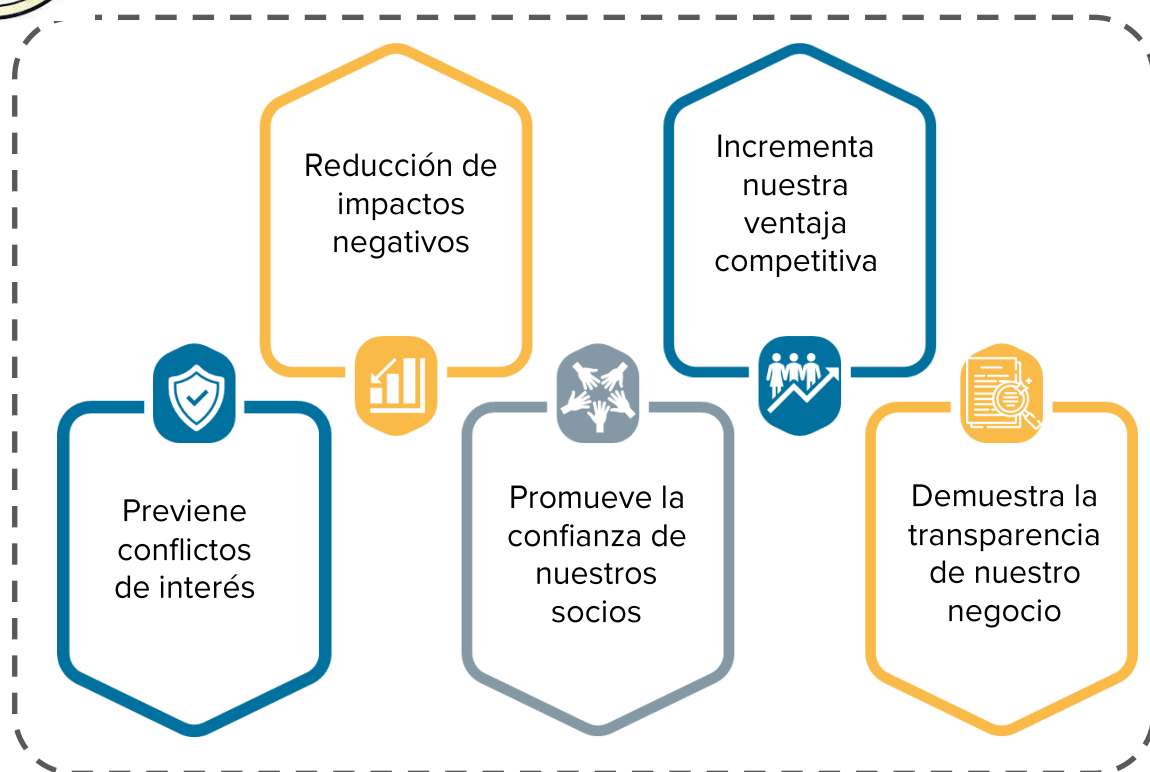 Previene
conflictos
de interés
Reducción de
impactos
negativos
Promueve la
confianza de
nuestros
socios
Incrementa
nuestra
ventaja
competitiva
Demuestra la
transparencia
de nuestro
negocio